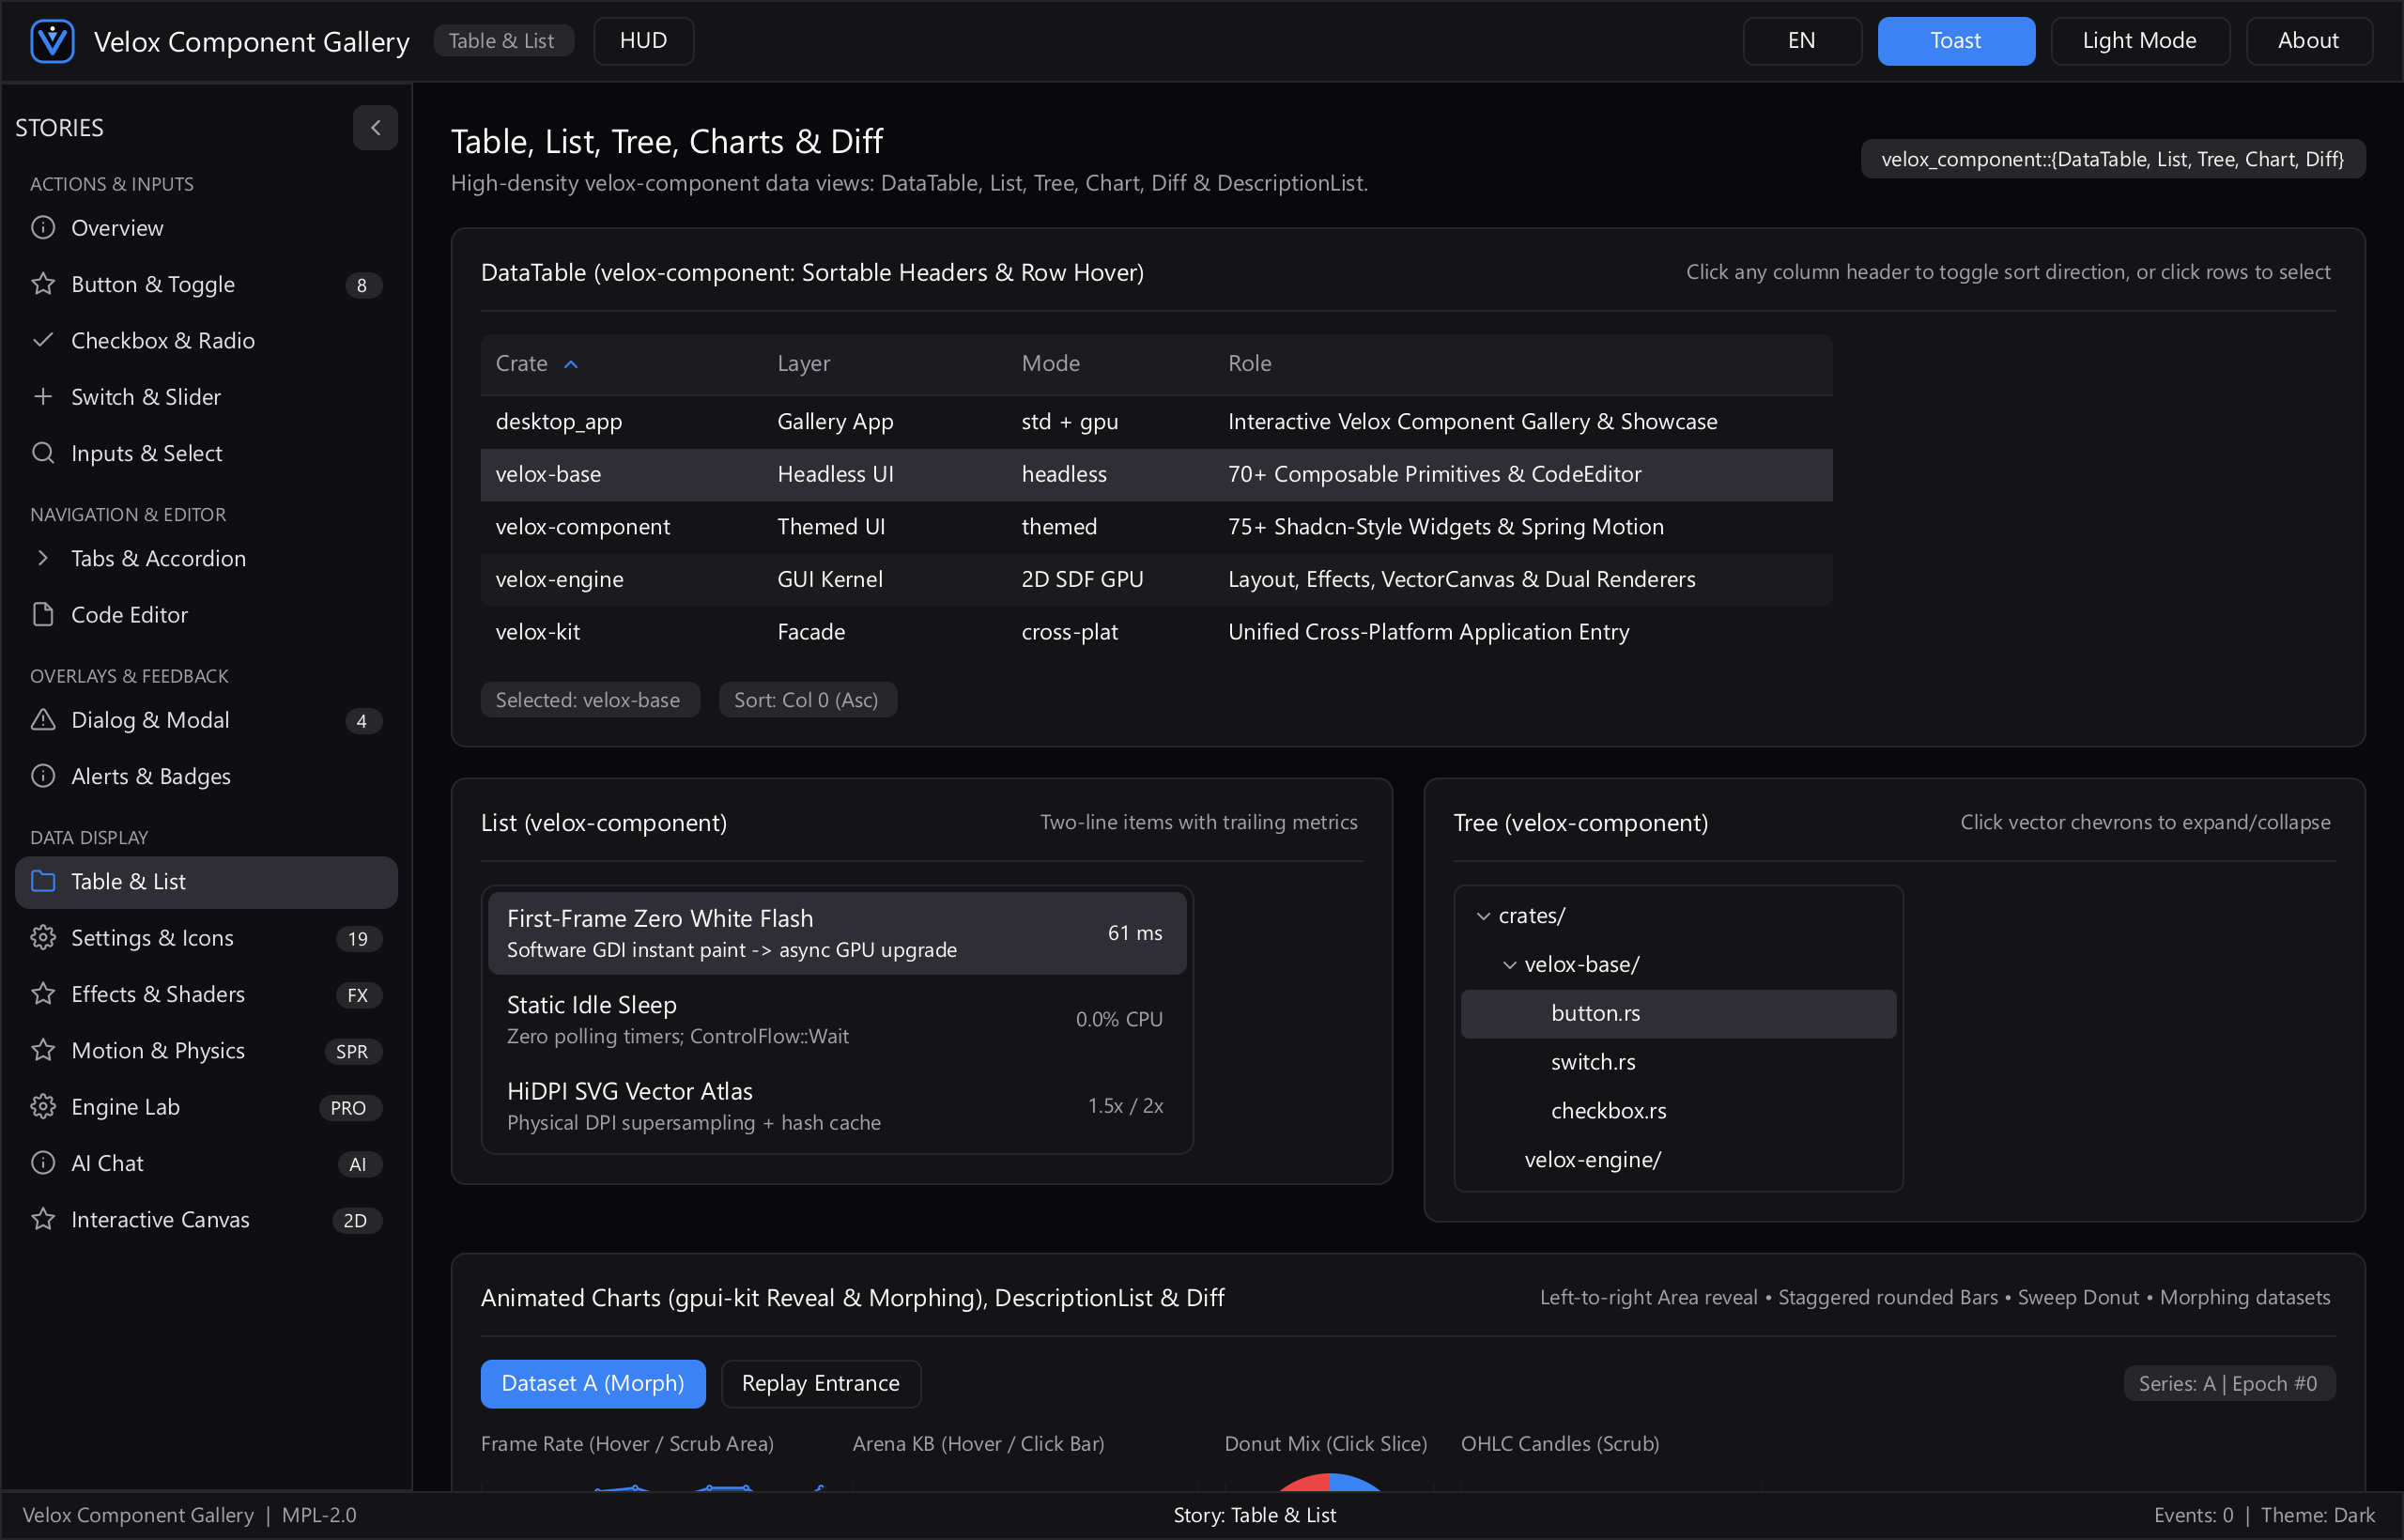 Velox Component Gallery Table & List HUD EN Toast Light Mode About
STORIES
ACTIONS & INPUTS
Overview
Button & Toggle 8
Checkbox & Radio
Switch & Slider
Inputs & Select
NAVIGATION & EDITOR
Tabs & Accordion
Code Editor
OVERLAYS & FEEDBACK
Dialog & Modal 4
Alerts & Badges
DATA DISPLAY
Table & List
Settings & Icons 19
Effects & Shaders FX
Motion & Physics SPR
Engine Lab PRO
AI Chat AI
Interactive Canvas 2D
Table, List, Tree, Charts & Diff
High-density velox-component data views: DataTable, List, Tree, Chart, Diff & DescriptionList.
velox_component::{DataTable, List, Tree, Chart, Diff}
DataTable (velox-component: Sortable Headers & Row Hover) Click any column header to toggle sort direction, or click rows to select
Crate Layer Mode Role
desktop_app Gallery App std + gpu Interactive Velox Component Gallery & Showcase
velox-base Headless UI headless 70+ Composable Primitives & CodeEditor
velox-component Themed UI themed 75+ Shadcn-Style Widgets & Spring Motion
velox-engine GUI Kernel 2D SDF GPU Layout, Effects, VectorCanvas & Dual Renderers
velox-kit Facade cross-plat Unified Cross-Platform Application Entry
Selected: velox-base Sort: Col 0 (Asc)
List (velox-component) Two-line items with trailing metrics
First-Frame Zero White Flash
Software GDI instant paint -> async GPU upgrade
61 ms
Static Idle Sleep
Zero polling timers; ControlFlow::Wait
0.0% CPU
HiDPI SVG Vector Atlas
Physical DPI supersampling + hash cache
1.5x / 2x
Tree (velox-component) Click vector chevrons to expand/collapse
crates/
velox-base/
button.rs
switch.rs
checkbox.rs
velox-engine/
Animated Charts (gpui-kit Reveal & Morphing), DescriptionList & Diff Left-to-right Area reveal • Staggered rounded Bars • Sweep Donut • Morphing datasets
Dataset A (Morph) Replay Entrance Series: A | Epoch #0
Frame Rate (Hover / Scrub Area) Arena KB (Hover / Click Bar) Donut Mix (Click Slice) OHLC Candles (Scrub)
Velox Component Gallery | MPL-2.0 Story: Table & List Events: 0 | Theme: Dark